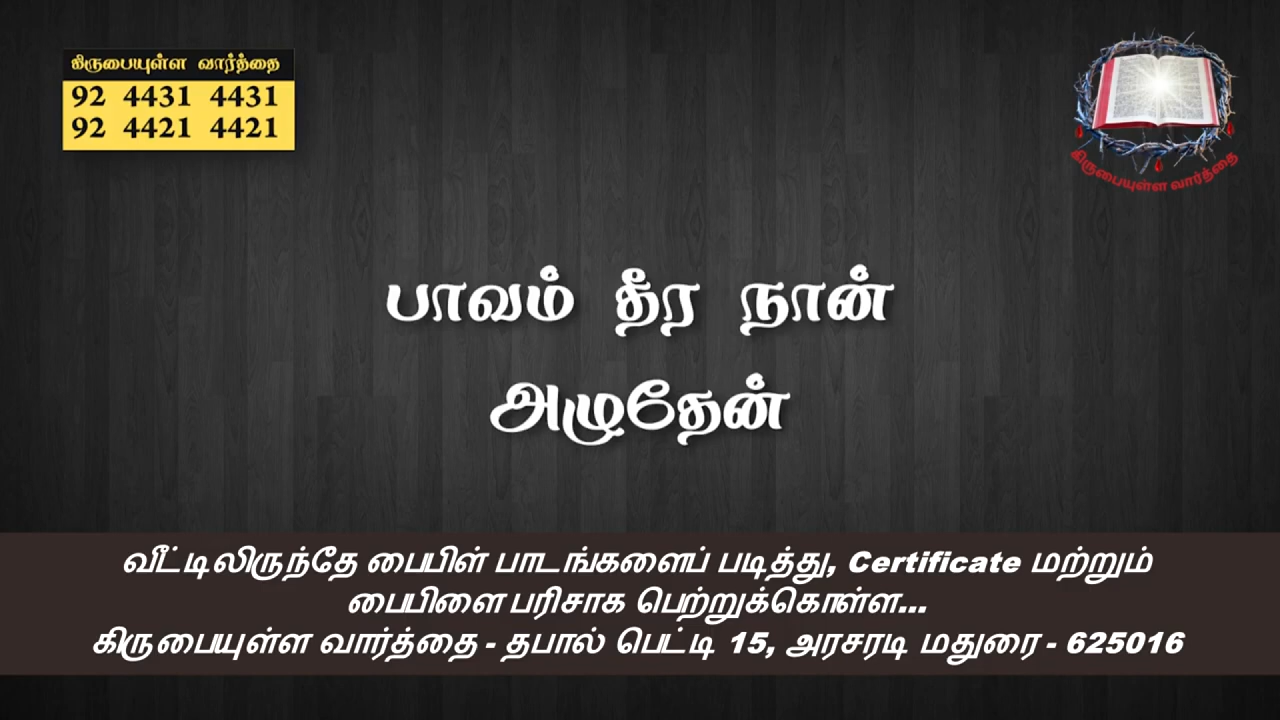 கிருபையுள்ள வார்த்தை
92 4431 4431
92 4421 4421
கிருபையுள்ள வார்த்தை
பாவம் தீர நான்
அழுதேன்
வீட்டிலிருந்தே பைபிள் பாடங்களைப் படித்து, Certificate மற்றும்
பைபிளை பரிசாக பெற்றுக்கொள்ள...
கிருபையுள்ள வார்த்தை - தபால் பெட்டி 15, அரசரடி மதுரை - 625016